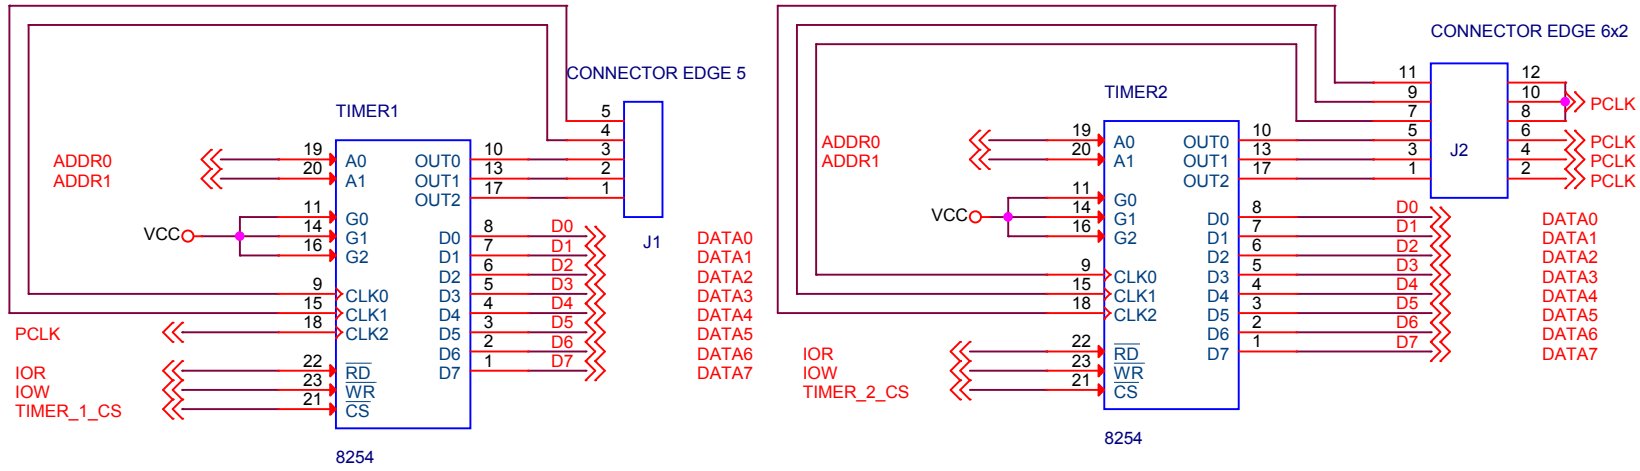 CONNECTOR EDGE 5
TIMER1
ADDR0
ADDR1
19
20
A0
A1
11
14
16
G0
G1
G2
VCC
9
15
18
CLK0
CLK1
CLK2
PCLK
22
23
21
RD
WR
CS
IOR
IOW
TIMER_1_CS
OUT0 10 3
OUT1 13 2
OUT2 17 1
5
4
J1
D0 8 D0 DATA0
D1 7 D1 DATA1
D2 6 D2 DATA2
D3 5 D3 DATA3
D4 4 D4 DATA4
D5 3 D5 DATA5
D6 2 D6 DATA6
D7 1 D7 DATA7
8254
CONNECTOR EDGE 6x2
TIMER2
ADDR0
ADDR1
19
20
A0
A1
11
14
16
G0
G1
G2
VCC
9
15
18
CLK0
CLK1
CLK2
22
23
21
RD
WR
CS
IOR
IOW
TIMER_2_CS
OUT0 10 5
OUT1 13 3
OUT2 17 1
11
9
7
J2
12
10
8
6
4
2
PCLK
PCLK
PCLK
PCLK
D0 8 D0 DATA0
D1 7 D1 DATA1
D2 6 D2 DATA2
D3 5 D3 DATA3
D4 4 D4 DATA4
D5 3 D5 DATA5
D6 2 D6 DATA6
D7 1 D7 DATA7
8254